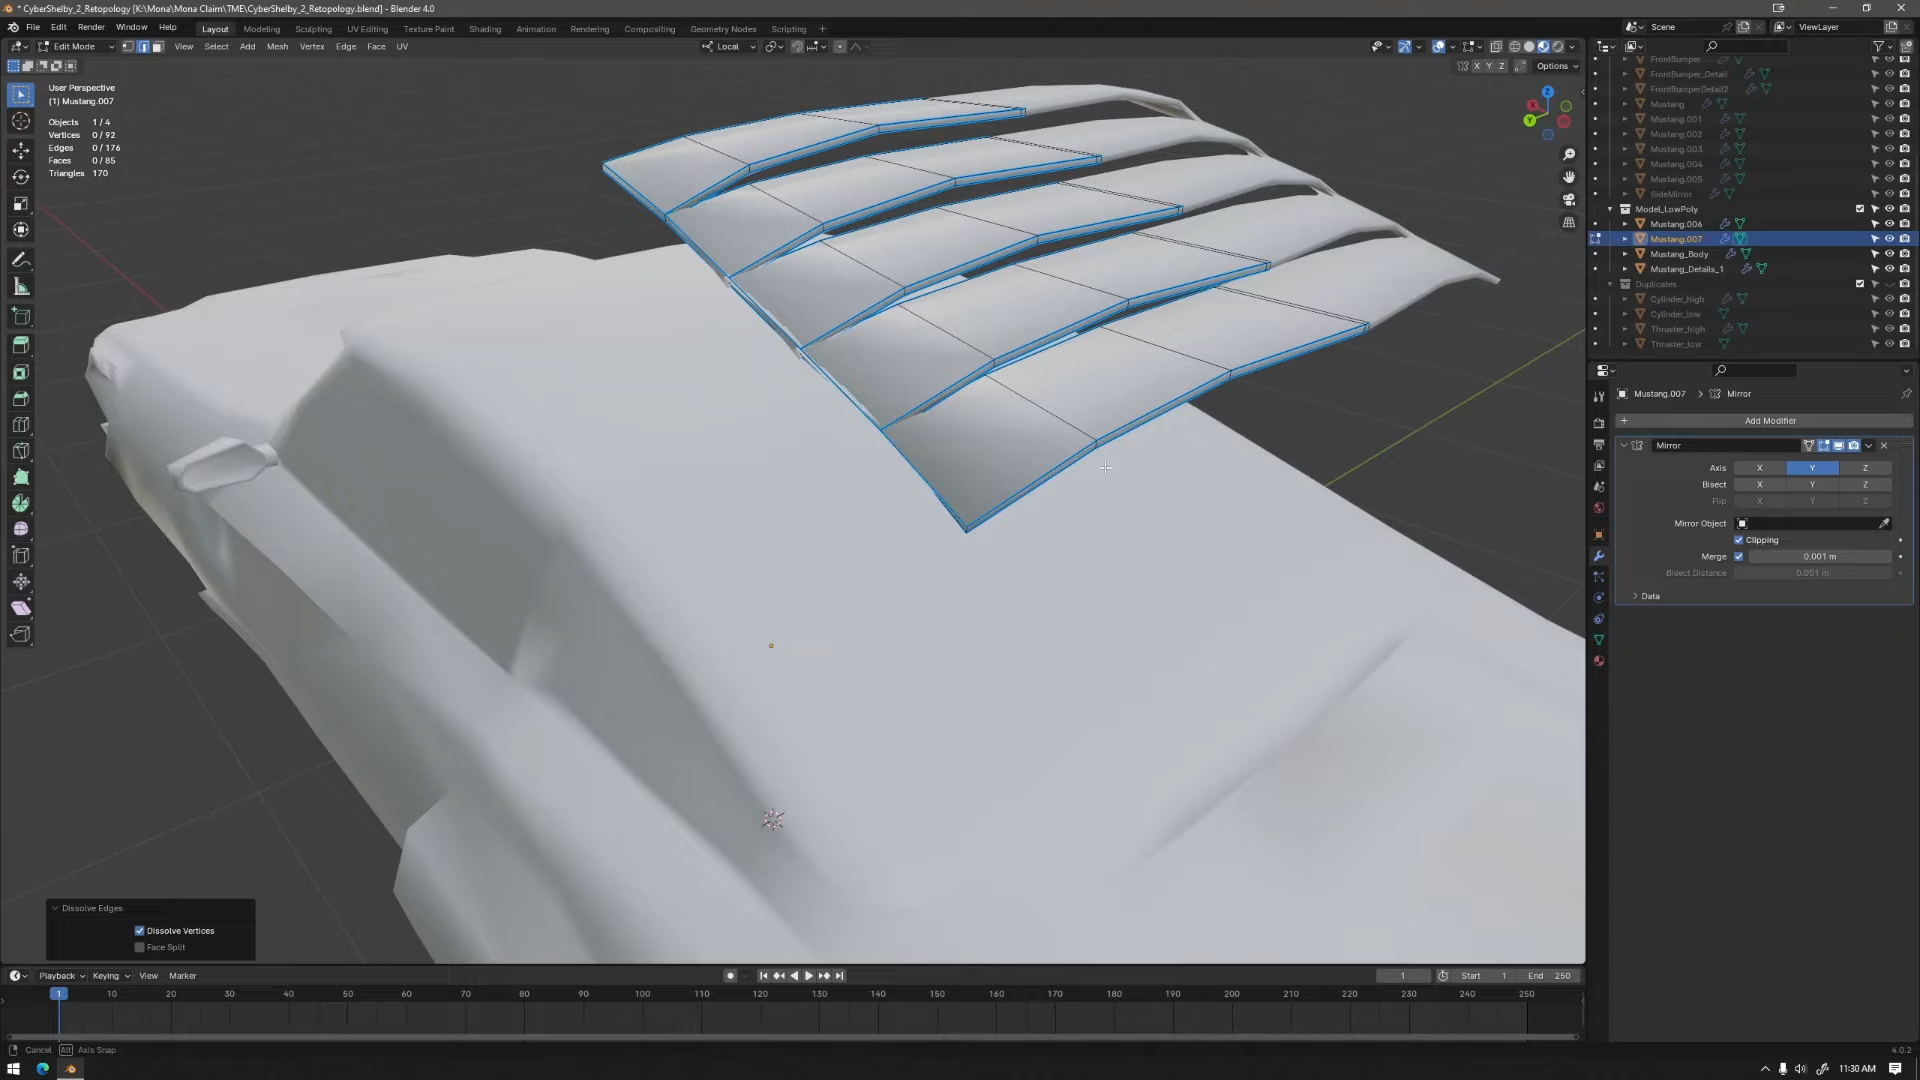 * CyberShelby_2_Retopology [K:\Mona\Mona Claim\TME\CyberShelby_2_Retopology.blend] - Blender 4.0
File Edit Render Window Help
Layout Modeling Sculpting UV Editing Texture Paint Shading Animation Rendering Compositing Geometry Nodes Scripting +
Scene
ViewLayer
Edit Mode View Select Add Mesh Vertex Edge Face UV
Local
X Y Z
Options
User Perspective
(1) Mustang.007
Objects 1 / 4
Vertices 0 / 92
Edges 0 / 176
Faces 0 / 85
Triangles 170
Z
X
Y
FrontBumper
FrontBumper_Detail
FrontBumperDetail2
Mustang
Mustang.001
Mustang.002
Mustang.003
Mustang.004
Mustang.005
SideMirror
Model_LowPoly
Mustang.006
Mustang.007
Mustang_Body
Mustang_Details_1
Duplicates
Cylinder_high
Cylinder_low
Thruster_high
Thruster_low
Mustang.007 > Mirror
+ Add Modifier
Mirror
Axis X Y Z
Bisect X Y Z
Flip X Y Z
Mirror Object
Clipping
Merge 0.001 m
Bisect Distance 0.001 m
Data
Dissolve Edges
Dissolve Vertices
Face Split
Playback Keying View Marker
1
Start 1 End 250
1 10 20 30 40 50 60 70 80 90 100 110 120 130 140 150 160 170 180 190 200 210 220 230 240 250
Cancel Alt Axis Snap
4.0.2
11:30 AM